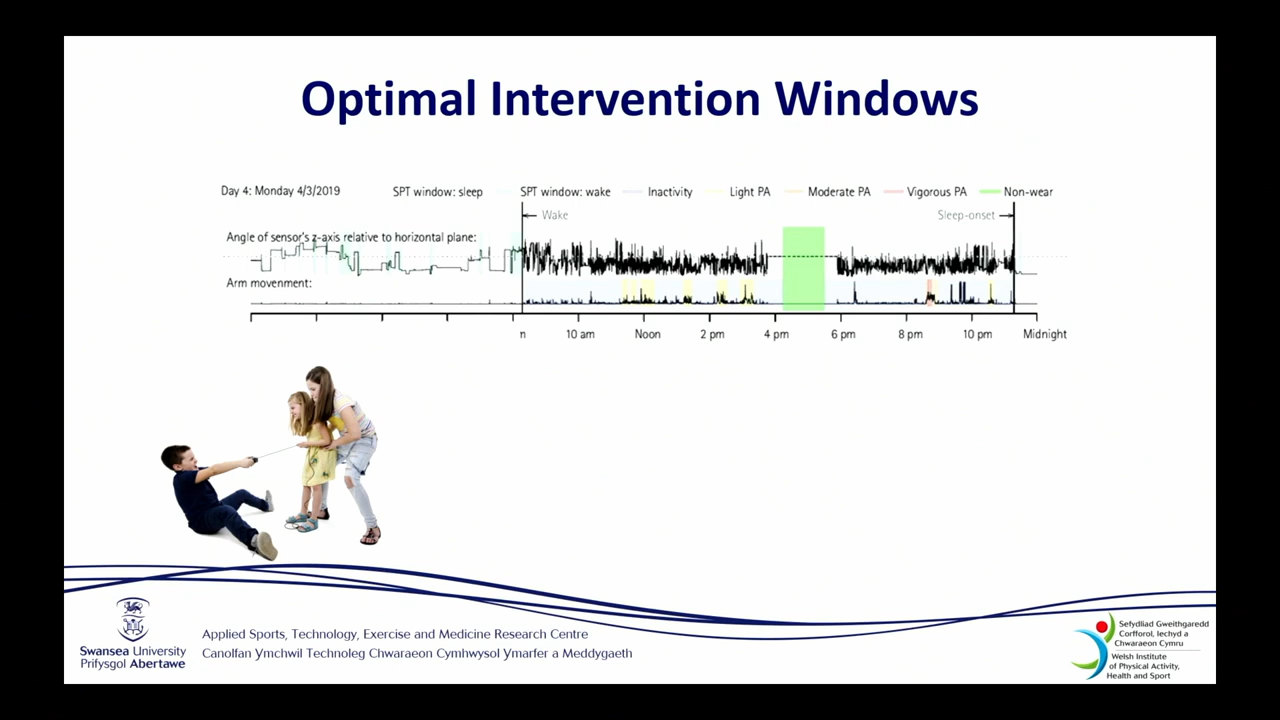 Optimal Intervention Windows
Day 4: Monday 4/3/2019 SPT window: sleep SPT window: wake Inactivity Light PA Moderate PA Vigorous PA Non-wear
Wake Sleep-onset
Angle of sensor's z-axis relative to horizontal plane:
Arm movenment:
n 10 am Noon 2 pm 4 pm 6 pm 8 pm 10 pm Midnight
Swansea University
Prifysgol Abertawe
Applied Sports, Technology, Exercise and Medicine Research Centre
Canolfan Ymchwil Technoleg Chwaraeon Cymhwysol Ymarfer a Meddygaeth
Sefydliad Gweithgaredd
Corfforol, Iechyd a
Chwaraeon Cymru
Welsh Institute
of Physical Activity,
Health and Sport